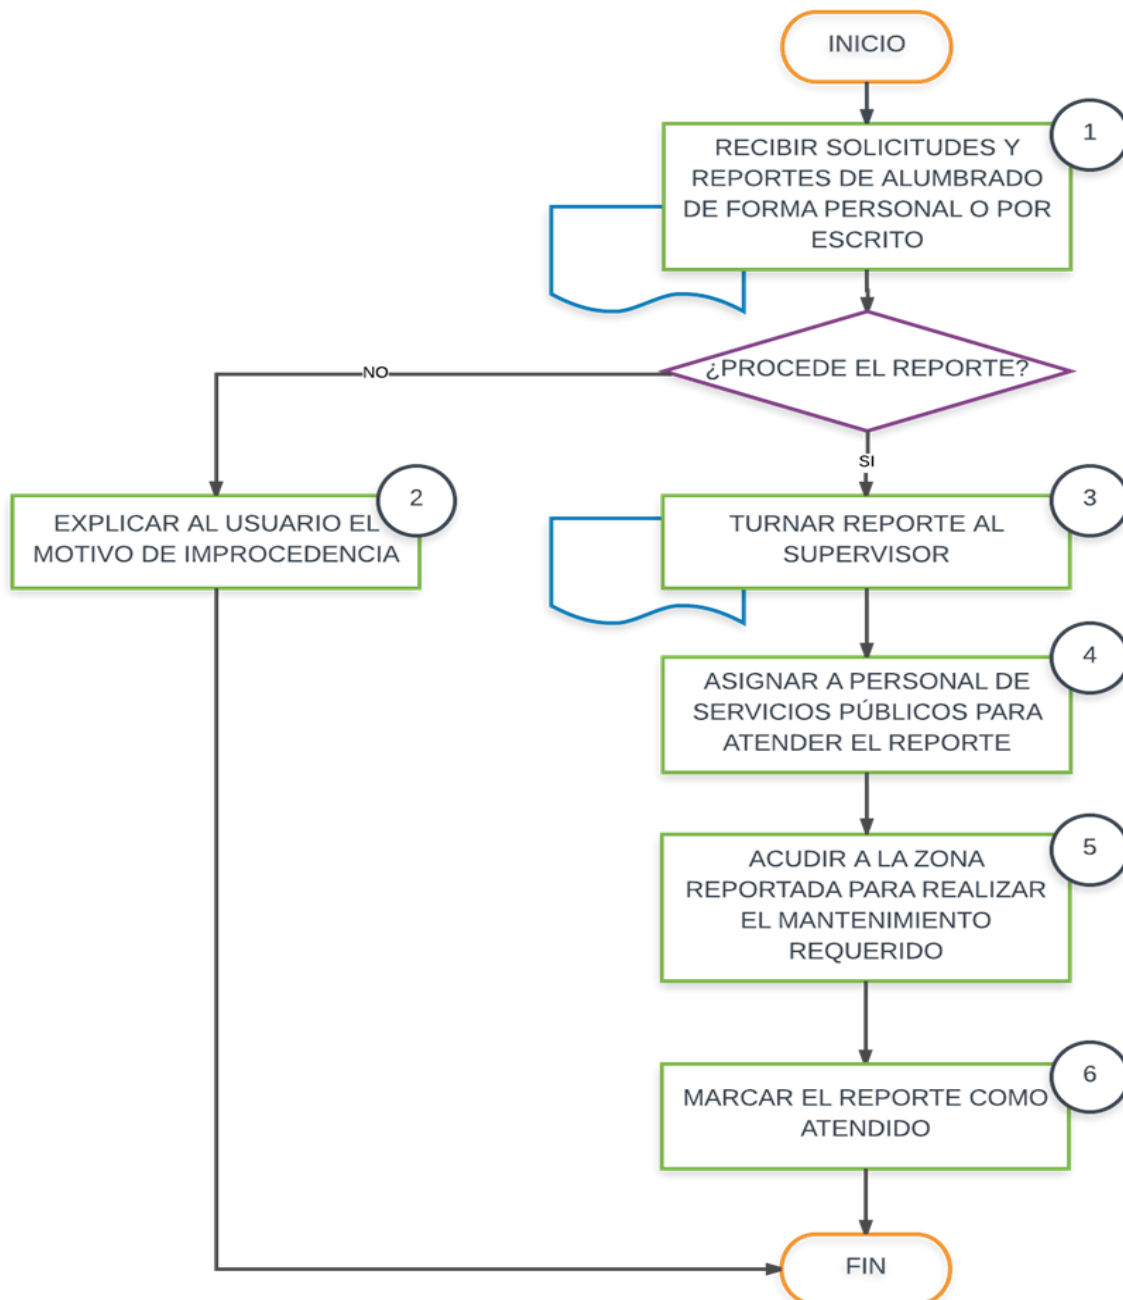 INICIO
1
RECIBIR SOLICITUDES Y
REPORTES DE ALUMBRADO
DE FORMA PERSONAL O POR
ESCRITO
¿PROCEDE EL REPORTE?
NO
SI
2
EXPLICAR AL USUARIO EL
MOTIVO DE IMPROCEDENCIA
3
TURNAR REPORTE AL
SUPERVISOR
4
ASIGNAR A PERSONAL DE
SERVICIOS PÚBLICOS PARA
ATENDER EL REPORTE
5
ACUDIR A LA ZONA
REPORTADA PARA REALIZAR
EL MANTENIMIENTO
REQUERIDO
6
MARCAR EL REPORTE COMO
ATENDIDO
FIN